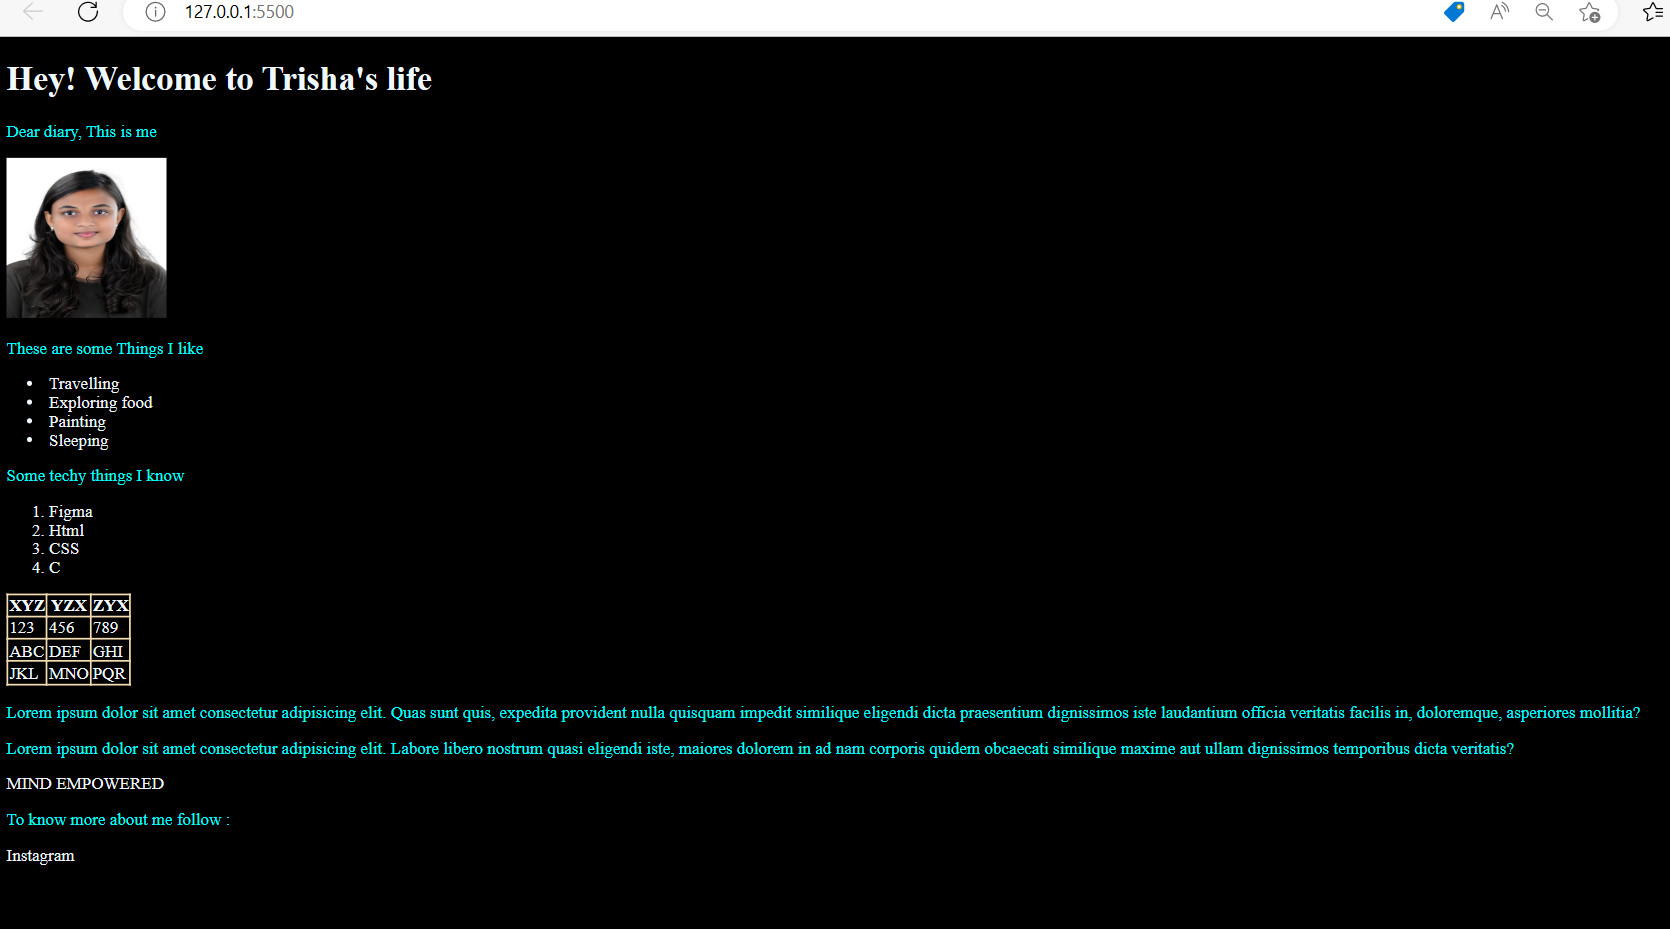 127.0.0.1:5500
Hey! Welcome to Trisha's life
Dear diary, This is me
These are some Things I like
• Travelling
• Exploring food
• Painting
• Sleeping
Some techy things I know
1. Figma
2. Html
3. CSS
4. C
XYZ YZX ZYX
123 456 789
ABC DEF GHI
JKL MNO PQR
Lorem ipsum dolor sit amet consectetur adipisicing elit. Quas sunt quis, expedita provident nulla quisquam impedit similique eligendi dicta praesentium dignissimos iste laudantium officia veritatis facilis in, doloremque, asperiores mollitia?
Lorem ipsum dolor sit amet consectetur adipisicing elit. Labore libero nostrum quasi eligendi iste, maiores dolorem in ad nam corporis quidem obcaecati similique maxime aut ullam dignissimos temporibus dicta veritatis?
MIND EMPOWERED
To know more about me follow :
Instagram